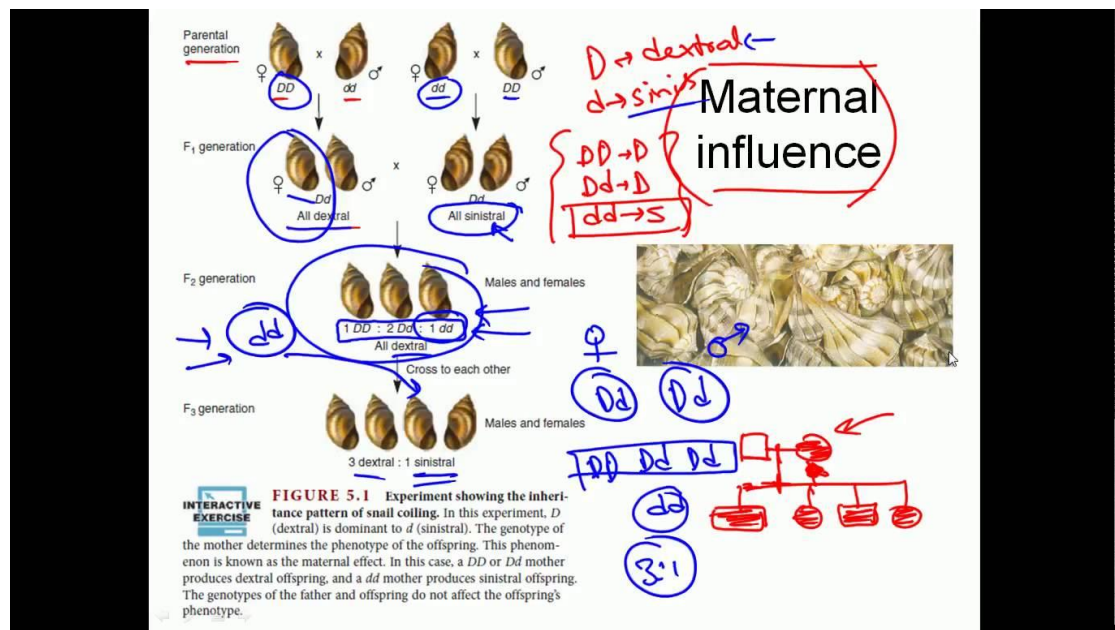 Parental
generation
♀ x ♂
DD dd
♀ x ♂
dd DD
F1 generation
♀ ♂ x ♀ ♂
Dd
All dextral
Dd
All sinistral
F2 generation
Males and females
1 DD : 2 Dd : 1 dd
All dextral
Cross to each other
F3 generation
Males and females
3 dextral : 1 sinistral
INTERACTIVE
EXERCISE
FIGURE 5.1 Experiment showing the inheri-
tance pattern of snail coiling. In this experiment, D
(dextral) is dominant to d (sinistral). The genotype of
the mother determines the phenotype of the offspring. This phenom-
enon is known as the maternal effect. In this case, a DD or Dd mother
produces dextral offspring, and a dd mother produces sinistral offspring.
The genotypes of the father and offspring do not affect the offspring's
phenotype.
dd
D → dextral ←
d → sinis
Maternal
influence
DD → D
Dd → D
dd → S
♀ ♂
Dd Dd
DD Dd Dd
dd
3:1